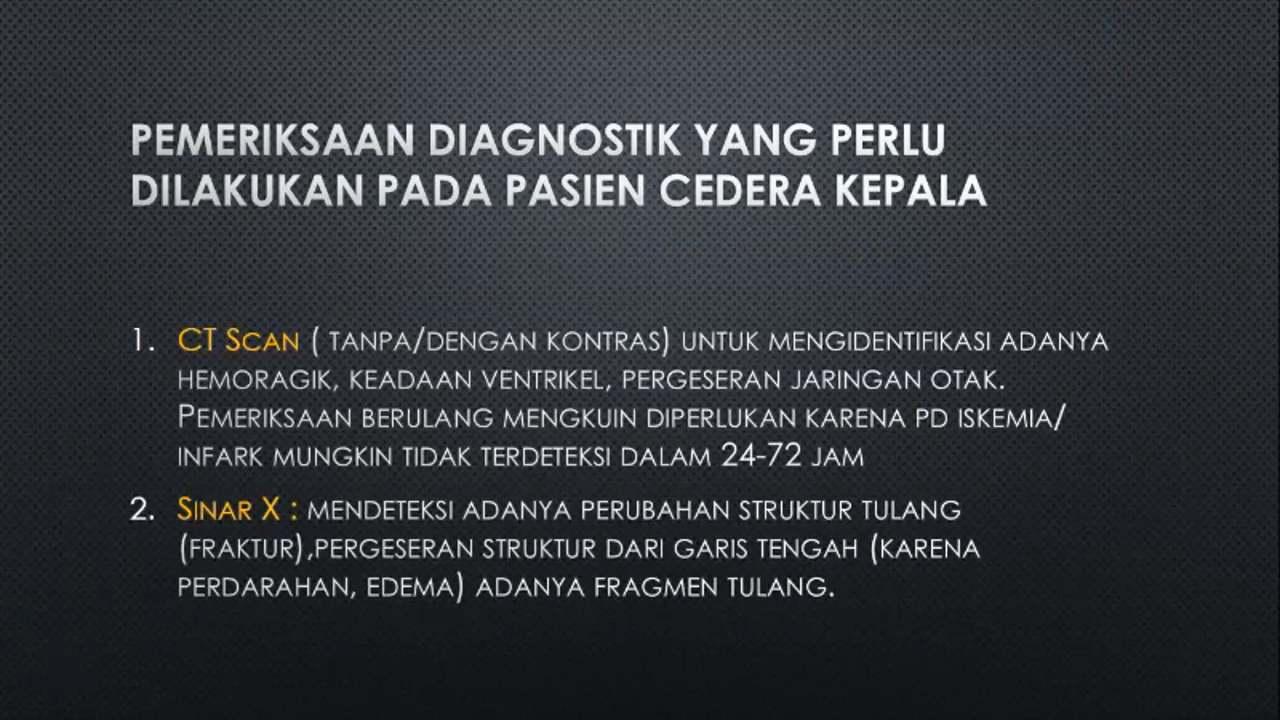 PEMERIKSAAN DIAGNOSTIK YANG PERLU
DILAKUKAN PADA PASIEN CEDERA KEPALA
1. CT SCAN ( TANPA/DENGAN KONTRAS) UNTUK MENGIDENTIFIKASI ADANYA
HEMORAGIK, KEADAAN VENTRIKEL, PERGESERAN JARINGAN OTAK.
PEMERIKSAAN BERULANG MENGKUIN DIPERLUKAN KARENA PD ISKEMIA/
INFARK MUNGKIN TIDAK TERDETEKSI DALAM 24-72 JAM
2. SINAR X : MENDETEKSI ADANYA PERUBAHAN STRUKTUR TULANG
(FRAKTUR),PERGESERAN STRUKTUR DARI GARIS TENGAH (KARENA
PERDARAHAN, EDEMA) ADANYA FRAGMEN TULANG.